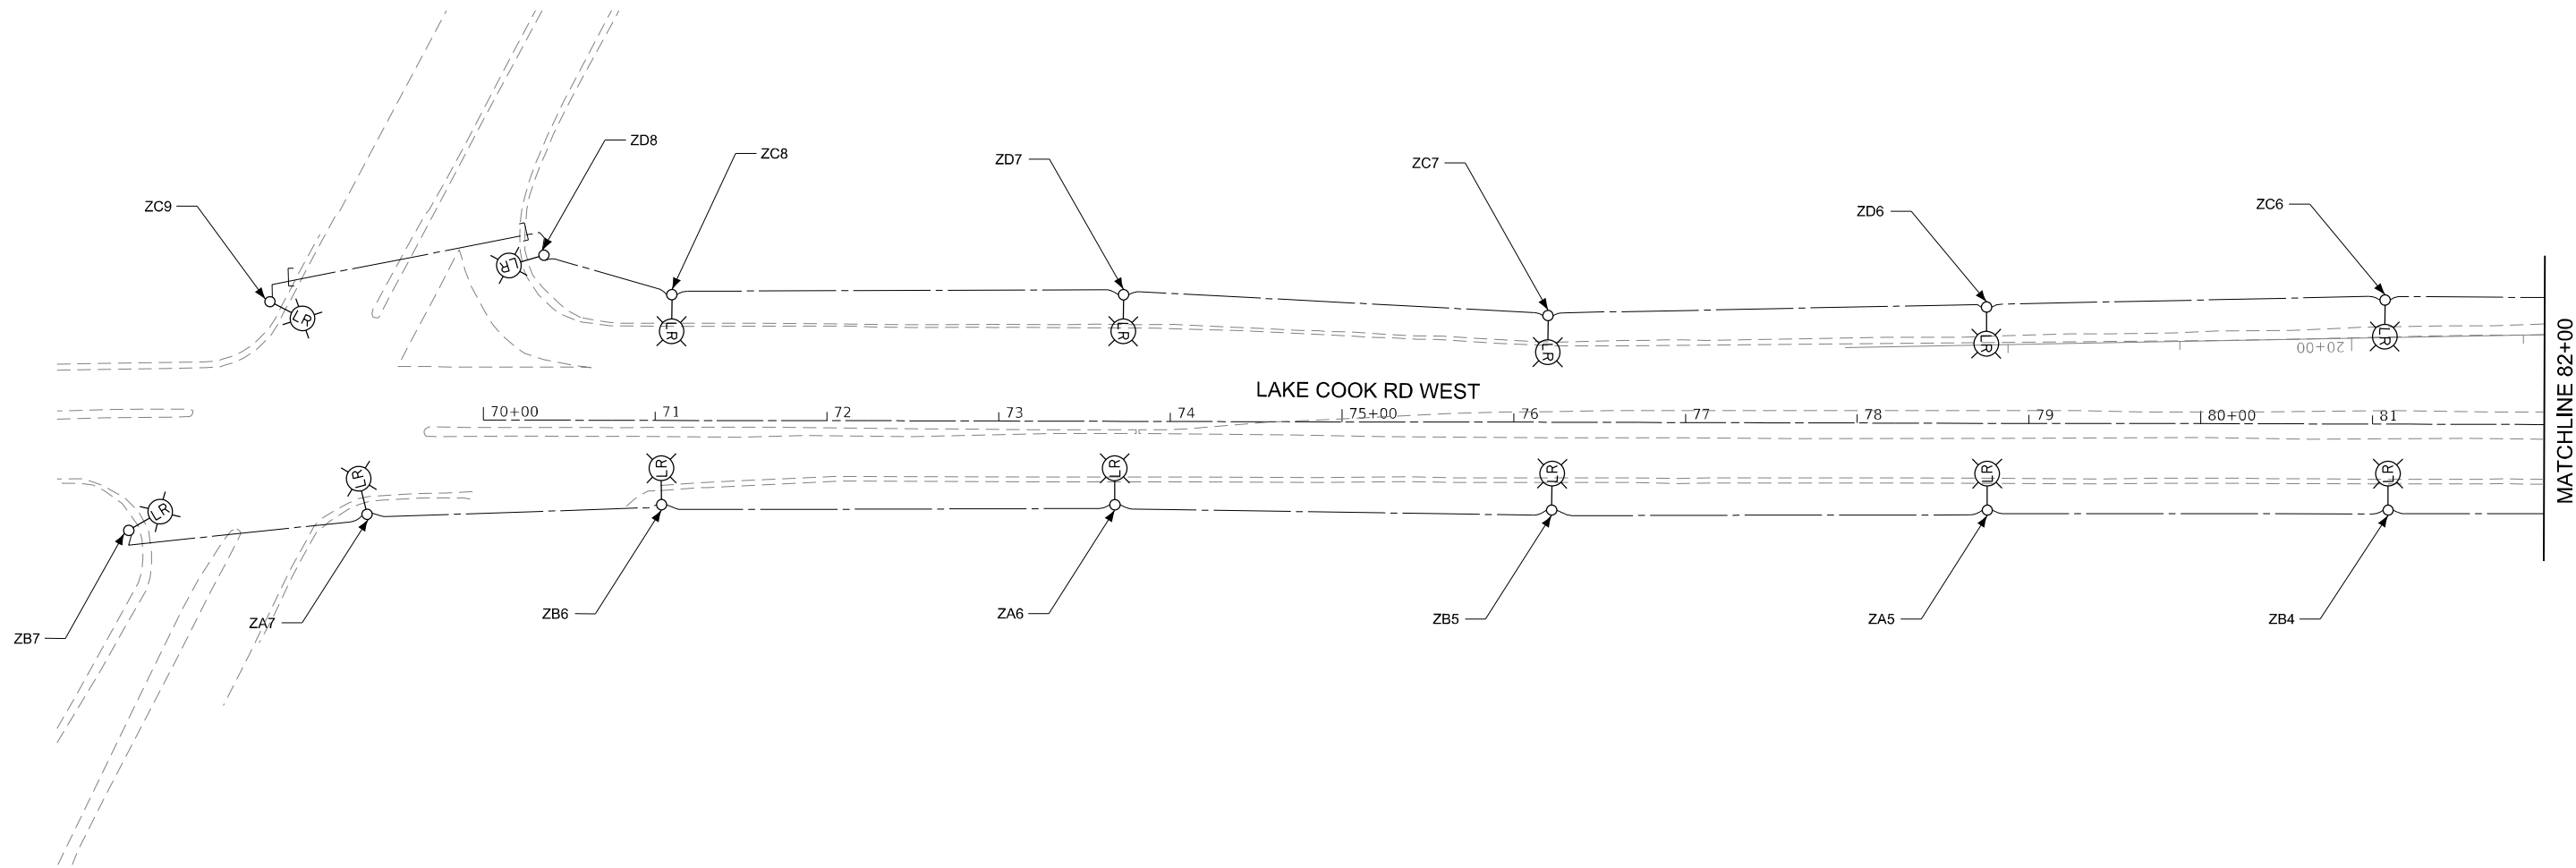 ZD8
ZC8
ZD7
ZC7
ZC9
ZD6
ZC6
LR
LR
LR
LR
LR
LR
LR
20+00
MATCHLINE 82+00
LAKE COOK RD WEST
70+00 71 72 73 74 75+00 76 77 78 79 80+00 81
LR
LR
LR
LR
LR
LR
LR
ZB7
ZA7
ZB6
ZA6
ZB5
ZA5
ZB4